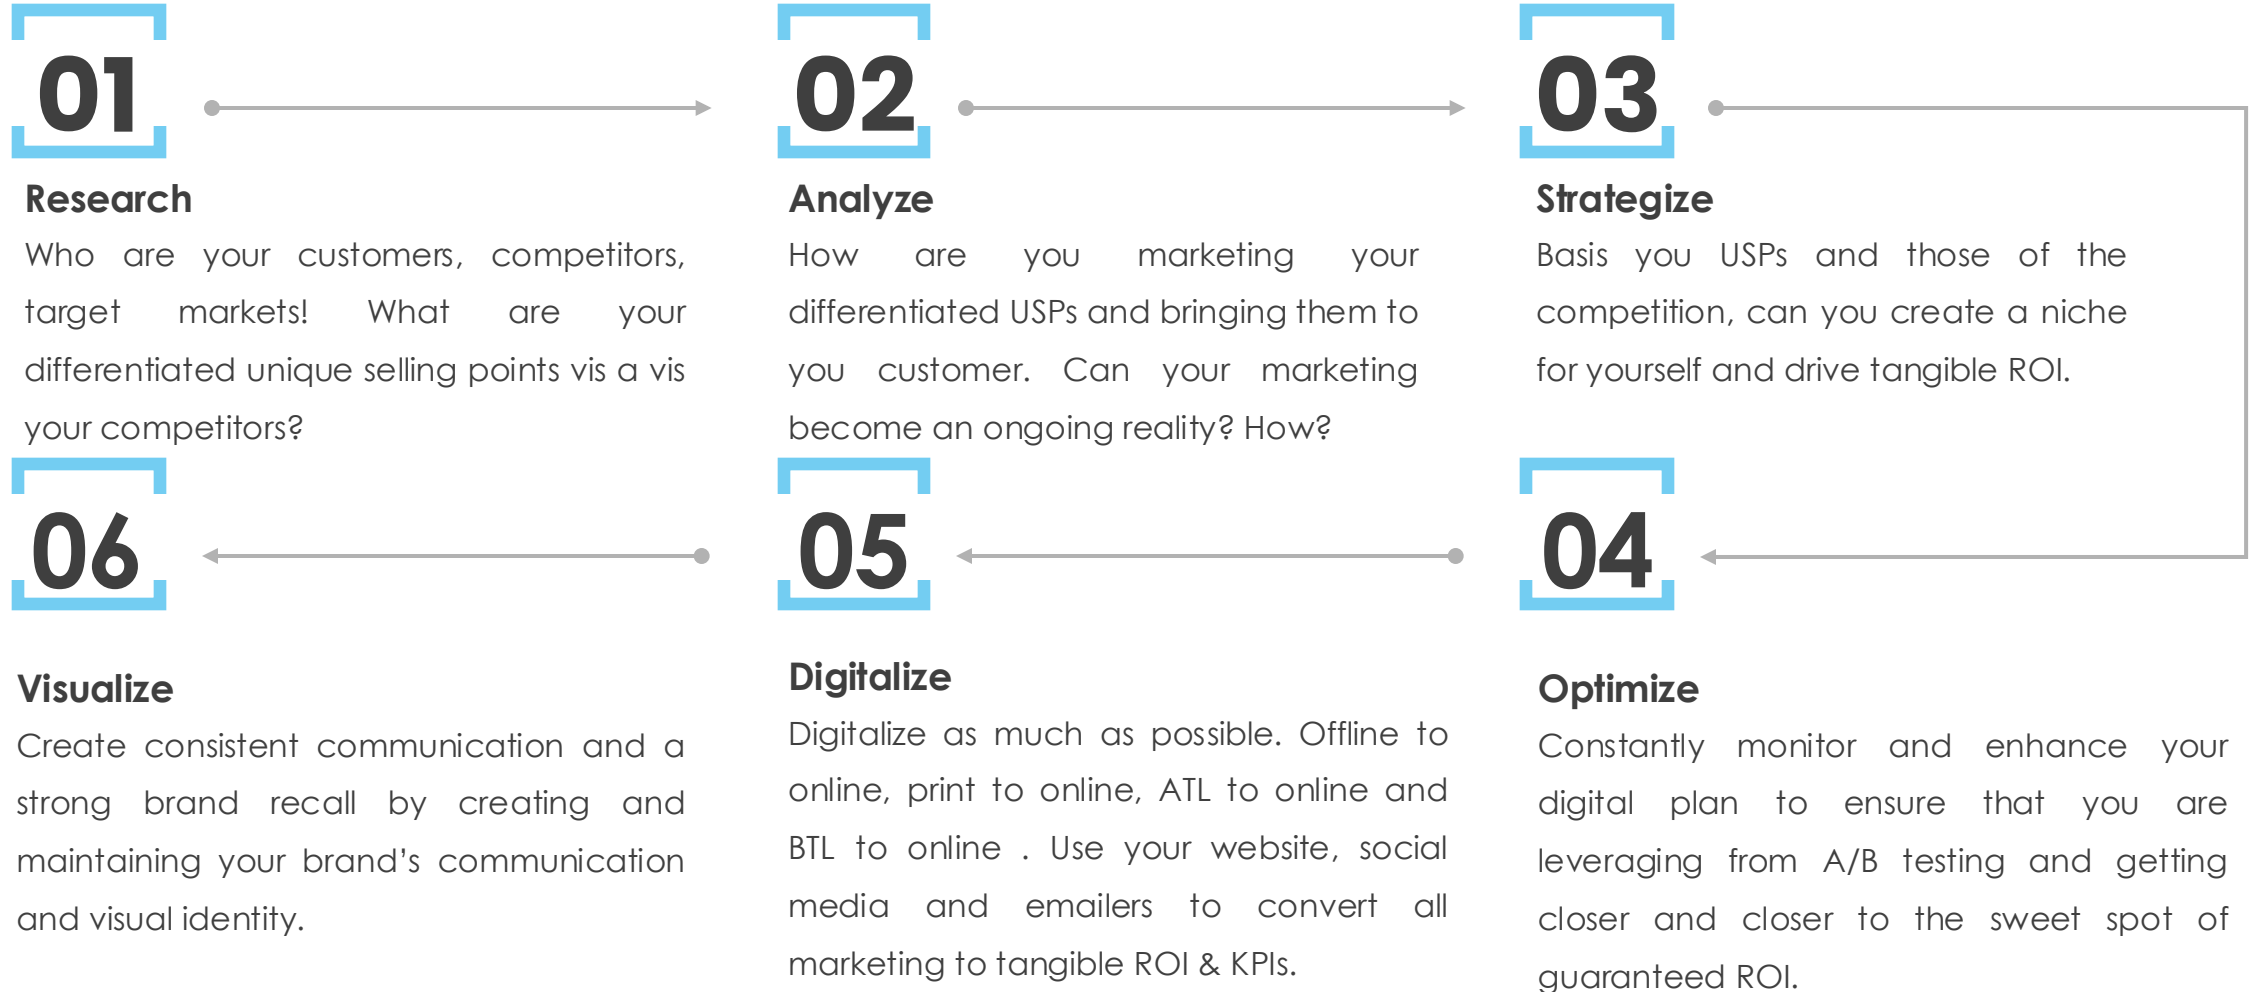 01
Research
Who are your customers, competitors,
target markets! What are your
differentiated unique selling points vis a vis
your competitors?
02
Analyze
How are you marketing your
differentiated USPs and bringing them to
you customer. Can your marketing
become an ongoing reality? How?
03
Strategize
Basis you USPs and those of the
competition, can you create a niche
for yourself and drive tangible ROI.
04
Optimize
Constantly monitor and enhance your
digital plan to ensure that you are
leveraging from A/B testing and getting
closer and closer to the sweet spot of
guaranteed ROI.
05
Digitalize
Digitalize as much as possible. Offline to
online, print to online, ATL to online and
BTL to online . Use your website, social
media and emailers to convert all
marketing to tangible ROI & KPIs.
06
Visualize
Create consistent communication and a
strong brand recall by creating and
maintaining your brand’s communication
and visual identity.